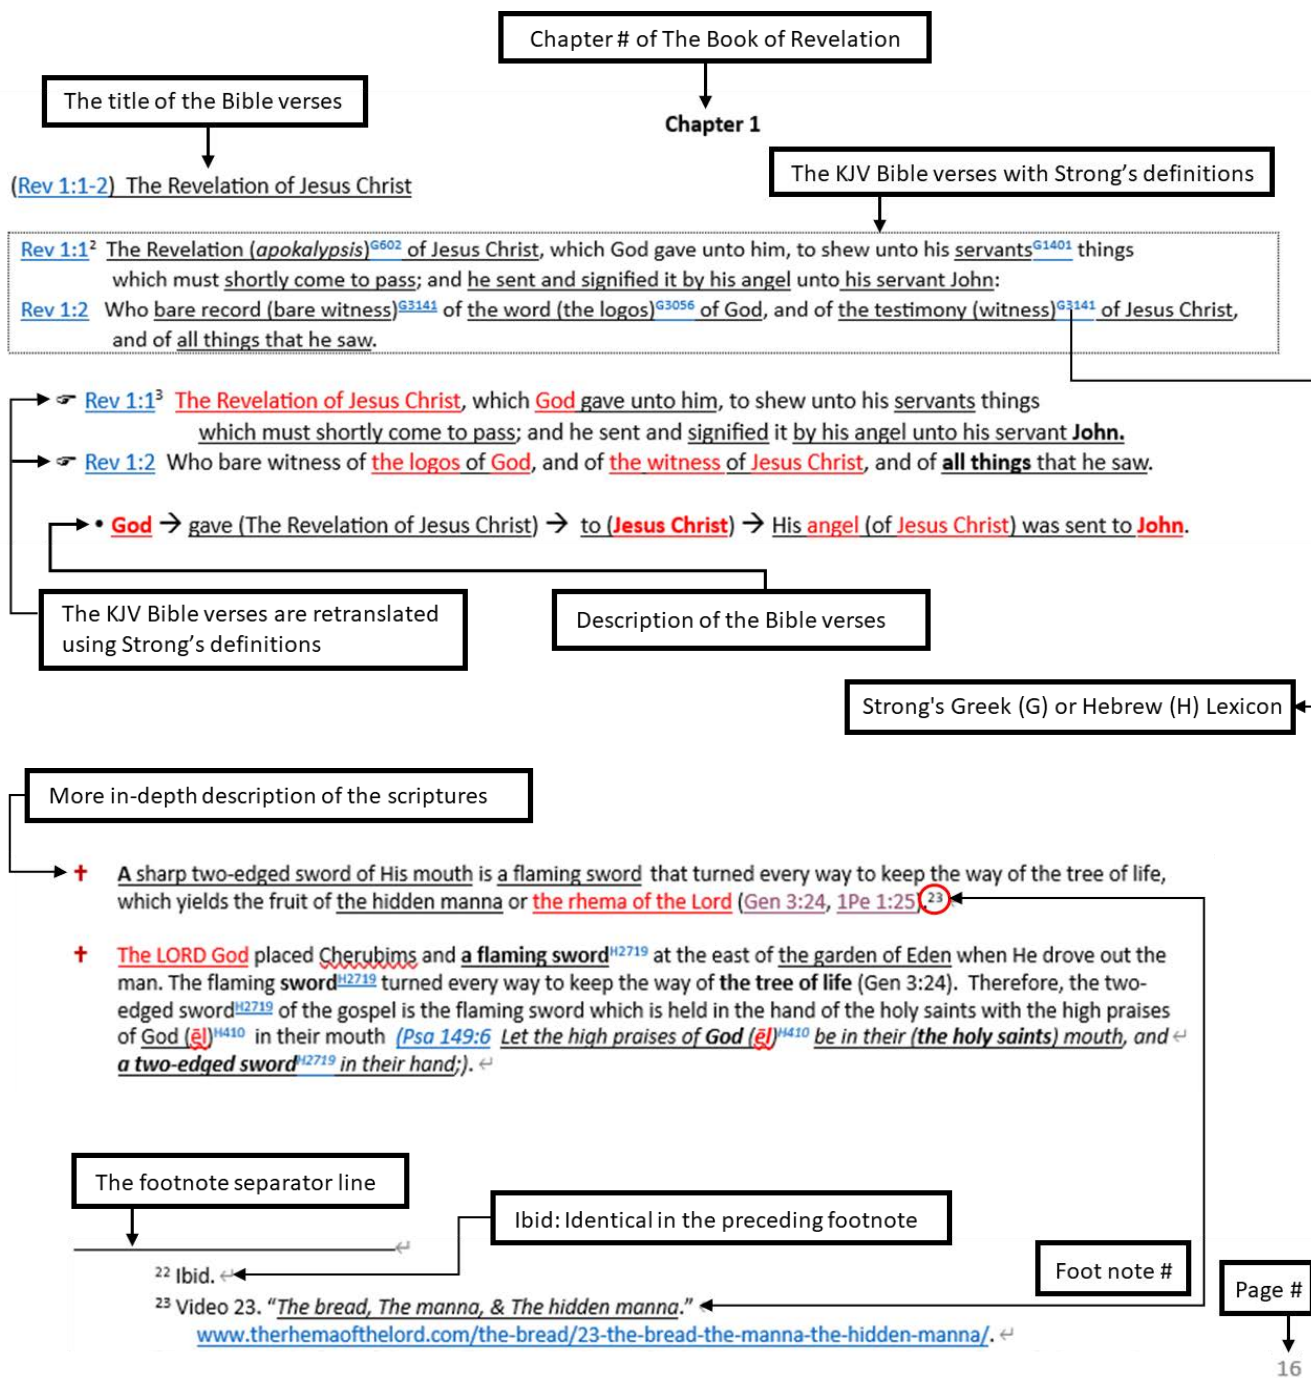 Chapter # of The Book of Revelation
The title of the Bible verses
Chapter 1
The KJV Bible verses with Strong's definitions
(Rev 1:1-2) The Revelation of Jesus Christ
Rev 1:1² The Revelation (apokalypsis)G602 of Jesus Christ, which God gave unto him, to shew unto his servantsG1401 things
which must shortly come to pass; and he sent and signified it by his angel unto his servant John:
Rev 1:2 Who bare record (bare witness)G3141 of the word (the logos)G3056 of God, and of the testimony (witness)G3141 of Jesus Christ,
and of all things that he saw.
☞ Rev 1:1³ The Revelation of Jesus Christ, which God gave unto him, to shew unto his servants things
which must shortly come to pass; and he sent and signified it by his angel unto his servant John.
☞ Rev 1:2 Who bare witness of the logos of God, and of the witness of Jesus Christ, and of all things that he saw.
• God → gave (The Revelation of Jesus Christ) → to (Jesus Christ) → His angel (of Jesus Christ) was sent to John.
The KJV Bible verses are retranslated
using Strong's definitions
Description of the Bible verses
Strong's Greek (G) or Hebrew (H) Lexicon
More in-depth description of the scriptures
✝ A sharp two-edged sword of His mouth is a flaming sword that turned every way to keep the way of the tree of life,
which yields the fruit of the hidden manna or the rhema of the Lord (Gen 3:24, 1Pe 1:25).²³
✝ The LORD God placed Cherubims and a flaming swordH2719 at the east of the garden of Eden when He drove out the
man. The flaming swordH2719 turned every way to keep the way of the tree of life (Gen 3:24). Therefore, the two-
edged swordH2719 of the gospel is the flaming sword which is held in the hand of the holy saints with the high praises
of God (ēl)H410 in their mouth (Psa 149:6 Let the high praises of God (ēl)H410 be in their (the holy saints) mouth, and ↵
a two-edged swordH2719 in their hand;). ↵
The footnote separator line
Ibid: Identical in the preceding footnote
↵
Foot note #
Page #
²² Ibid. ↵
²³ Video 23. “The bread, The manna, & The hidden manna.”
www.therhemaofthelord.com/the-bread/23-the-bread-the-manna-the-hidden-manna/. ↵
16